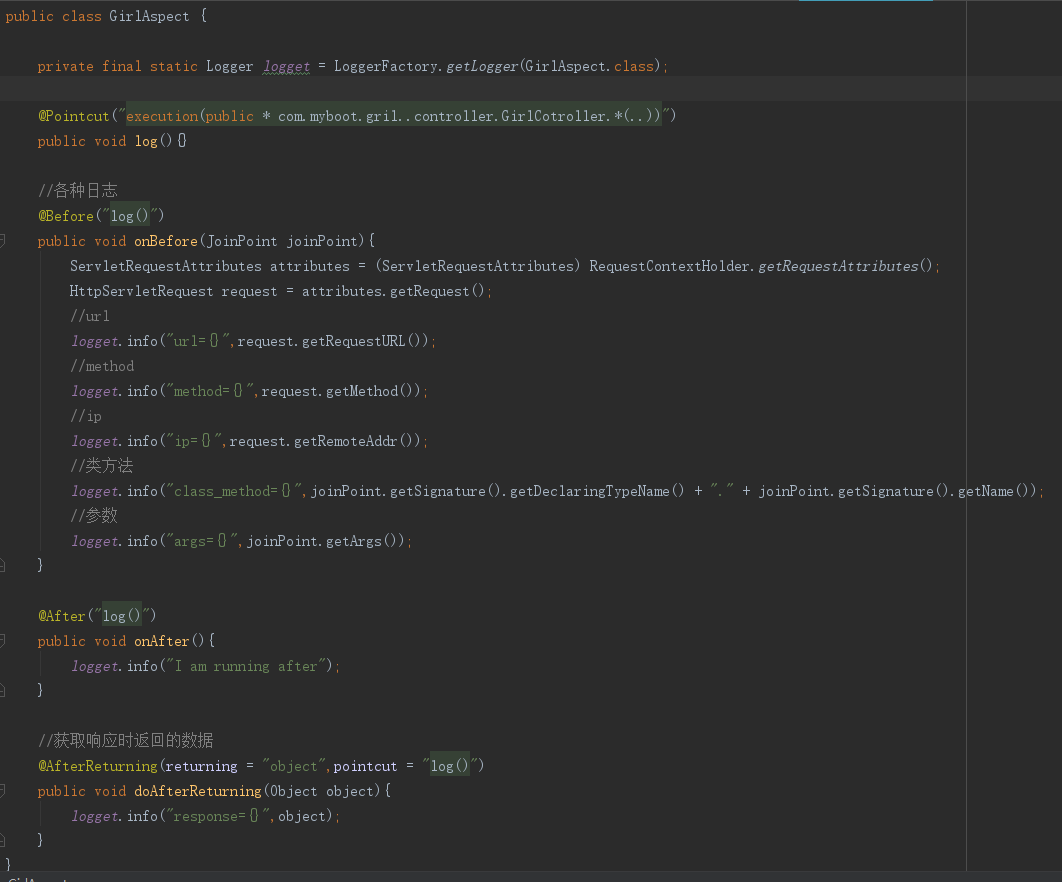 public class GirlAspect {
private final static Logger logget = LoggerFactory.getLogger(GirlAspect.class);
@Pointcut("execution(public * com.myboot.gril..controller.GirlCotroller.*(..))")
public void log(){}
//各种日志
@Before("log()")
public void onBefore(JoinPoint joinPoint){
ServletRequestAttributes attributes = (ServletRequestAttributes) RequestContextHolder.getRequestAttributes();
HttpServletRequest request = attributes.getRequest();
//url
logget.info("url={}",request.getRequestURL());
//method
logget.info("method={}",request.getMethod());
//ip
logget.info("ip={}",request.getRemoteAddr());
//类方法
logget.info("class_method={}",joinPoint.getSignature().getDeclaringTypeName() + "." + joinPoint.getSignature().getName());
//参数
logget.info("args={}",joinPoint.getArgs());
}
@After("log()")
public void onAfter(){
logget.info("I am running after");
}
//获取响应时返回的数据
@AfterReturning(returning = "object",pointcut = "log()")
public void doAfterReturning(Object object){
logget.info("response={}",object);
}
}